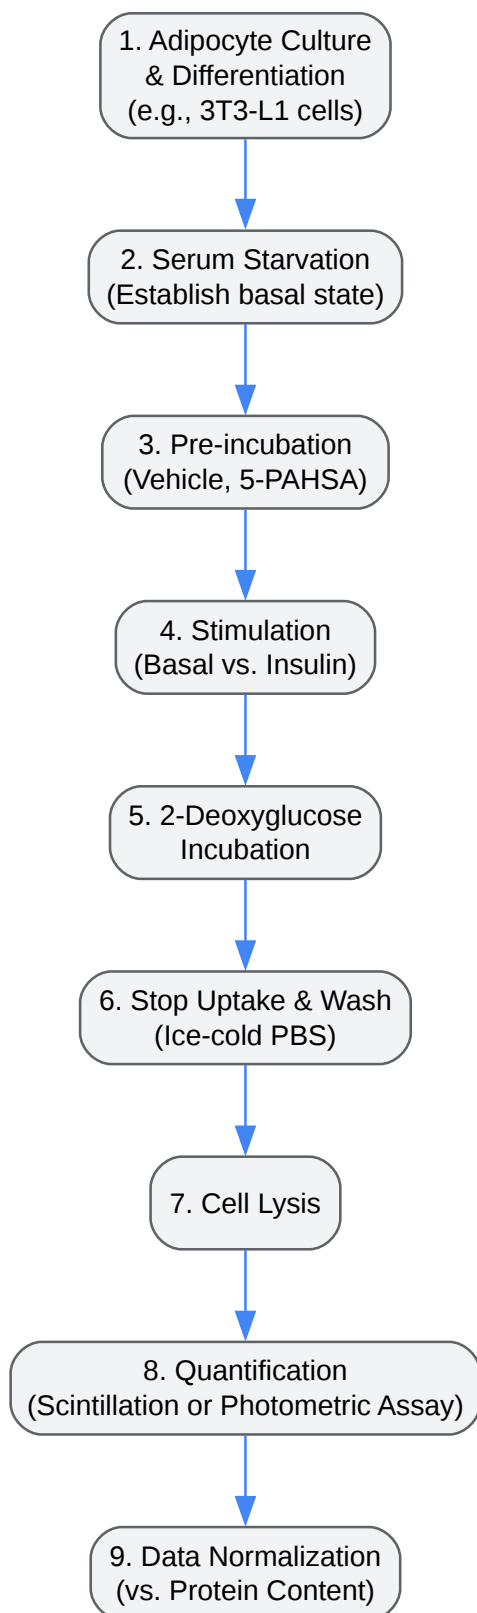 1. Adipocyte Culture
& Differentiation
(e.g., 3T3-L1 cells)
2. Serum Starvation
(Establish basal state)
3. Pre-incubation
(Vehicle, 5-PAHSA)
4. Stimulation
(Basal vs. Insulin)
5. 2-Deoxyglucose
Incubation
6. Stop Uptake & Wash
(Ice-cold PBS)
7. Cell Lysis
8. Quantification
(Scintillation or Photometric Assay)
9. Data Normalization
(vs. Protein Content)